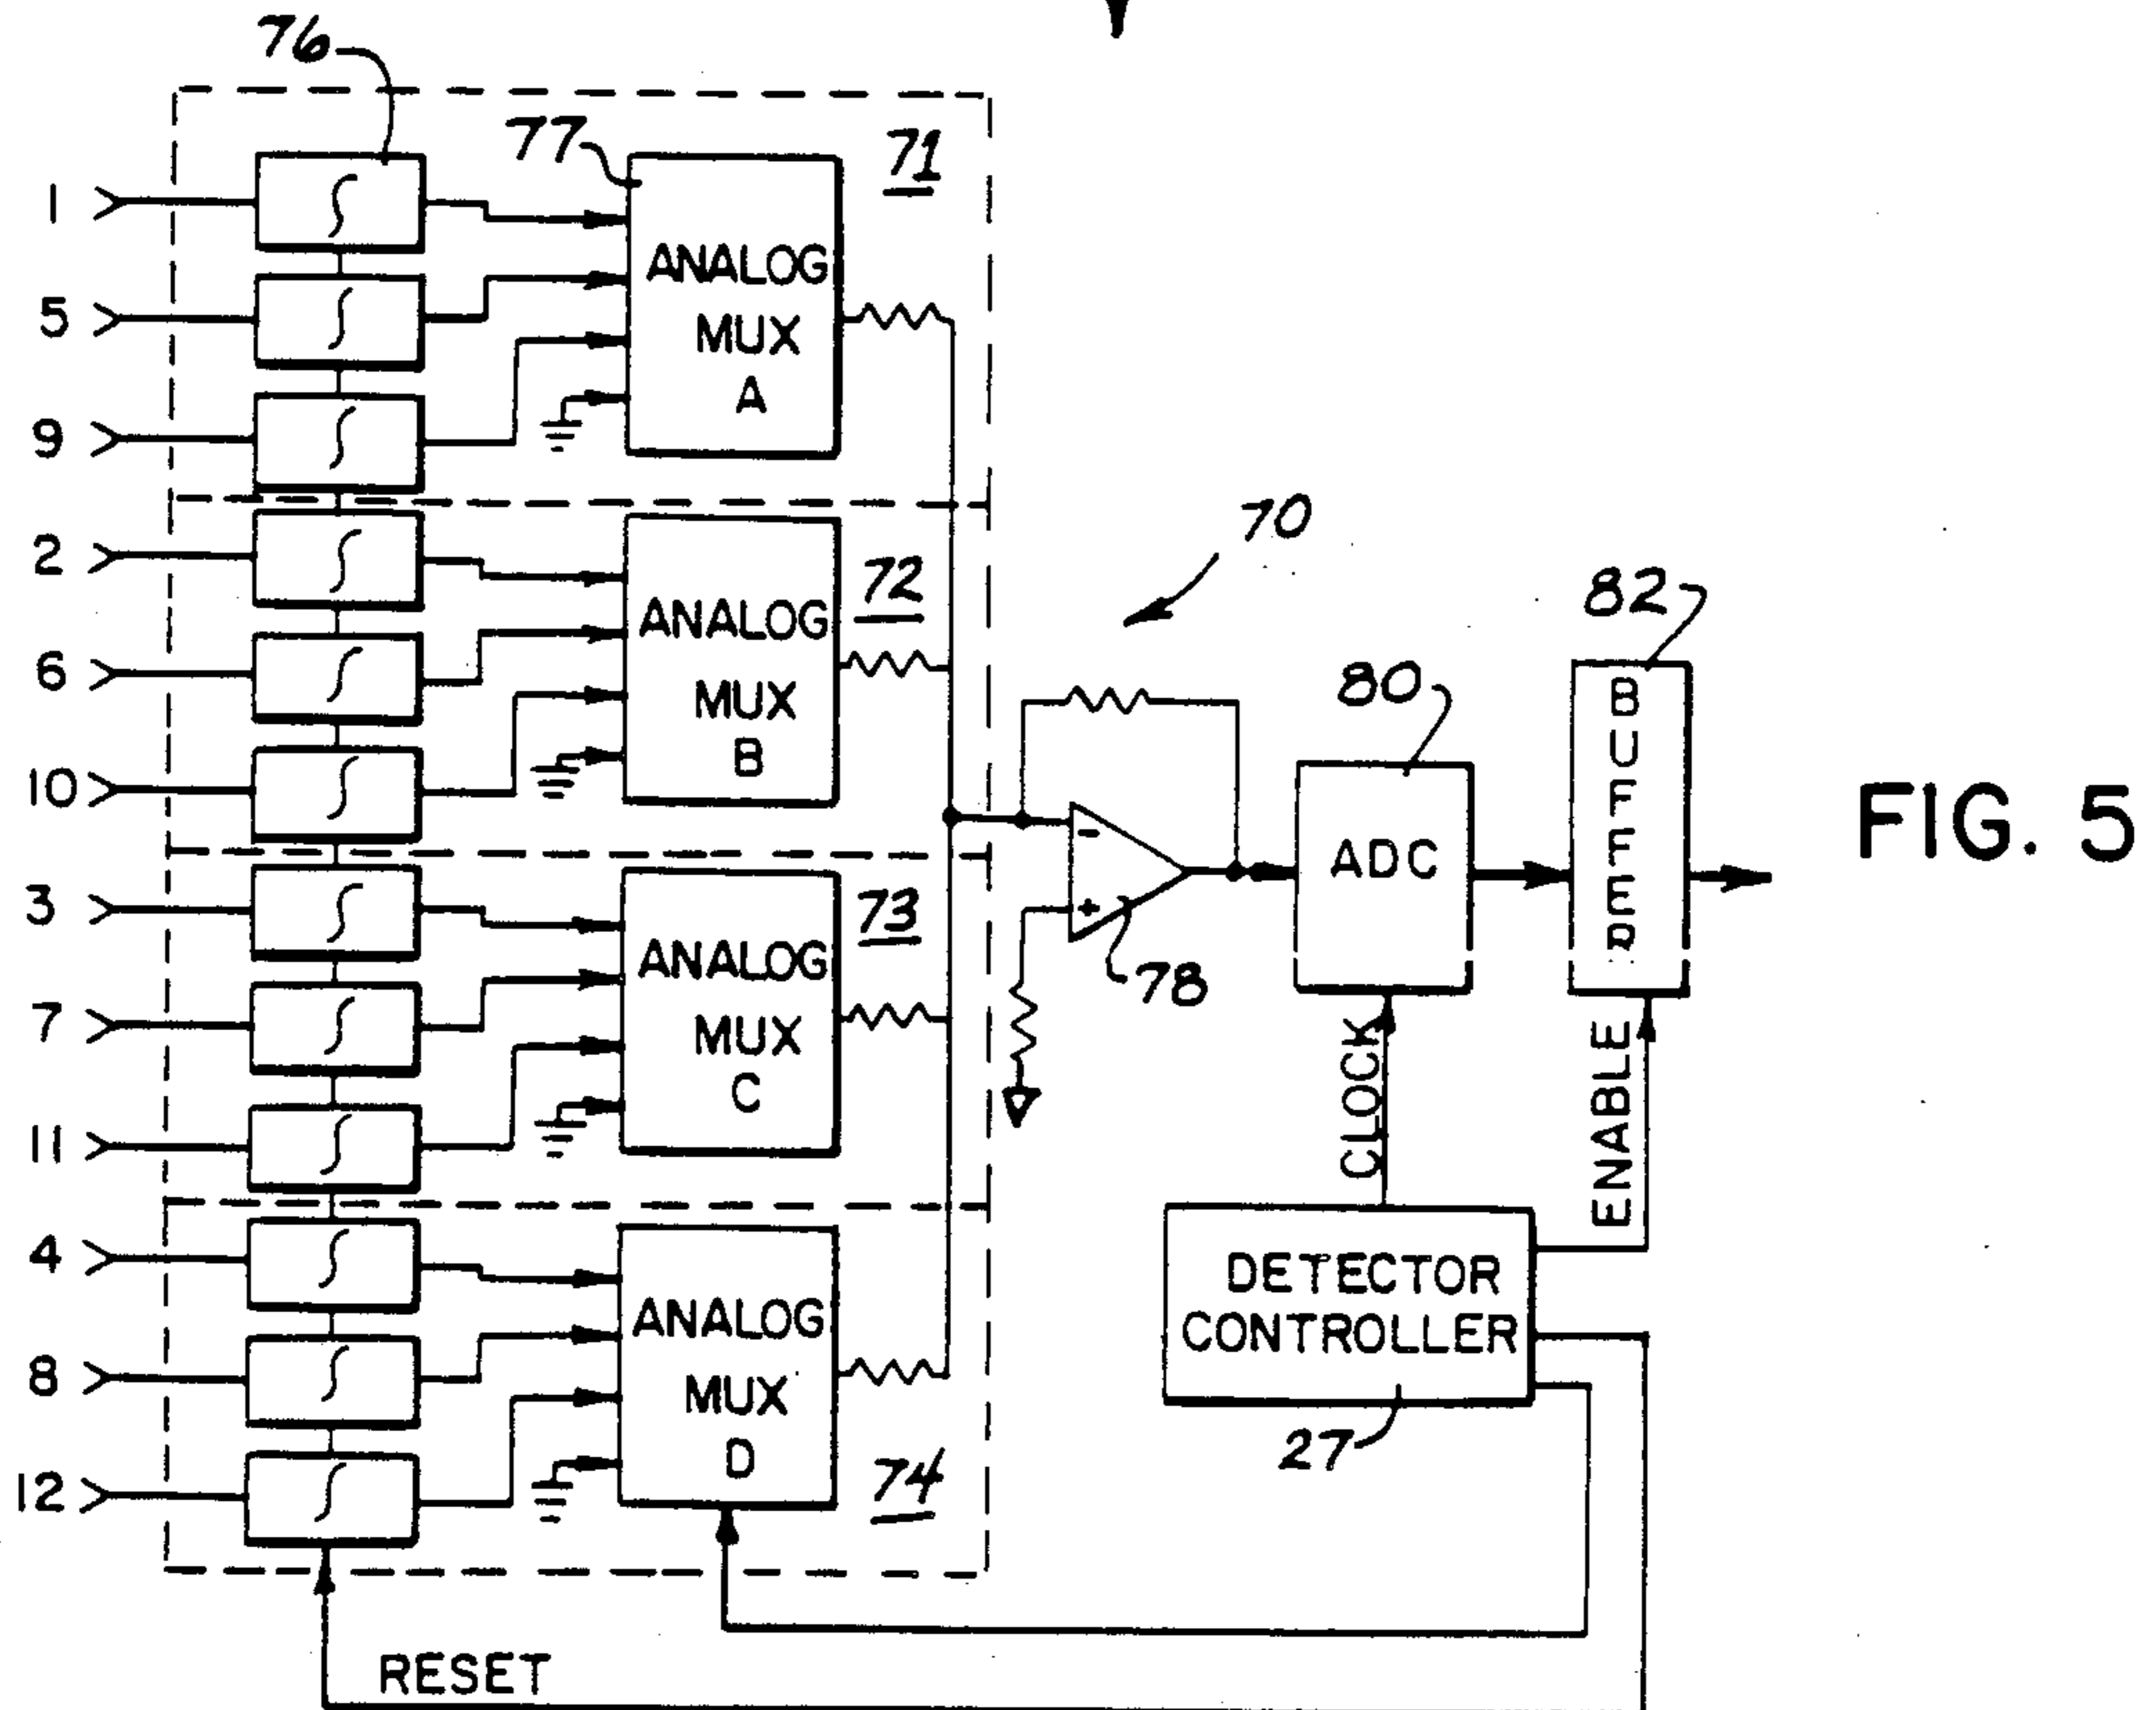 76
77
71
1
5
9
ANALOG
MUX
A
2
6
10
72
ANALOG
MUX
B
70
82
80
BUFFER
ADC
FIG. 5
-
+
78
3
7
11
73
ANALOG
MUX
C
CLOCK
ENABLE
4
8
12
ANALOG
MUX
D
74
DETECTOR
CONTROLLER
27
RESET